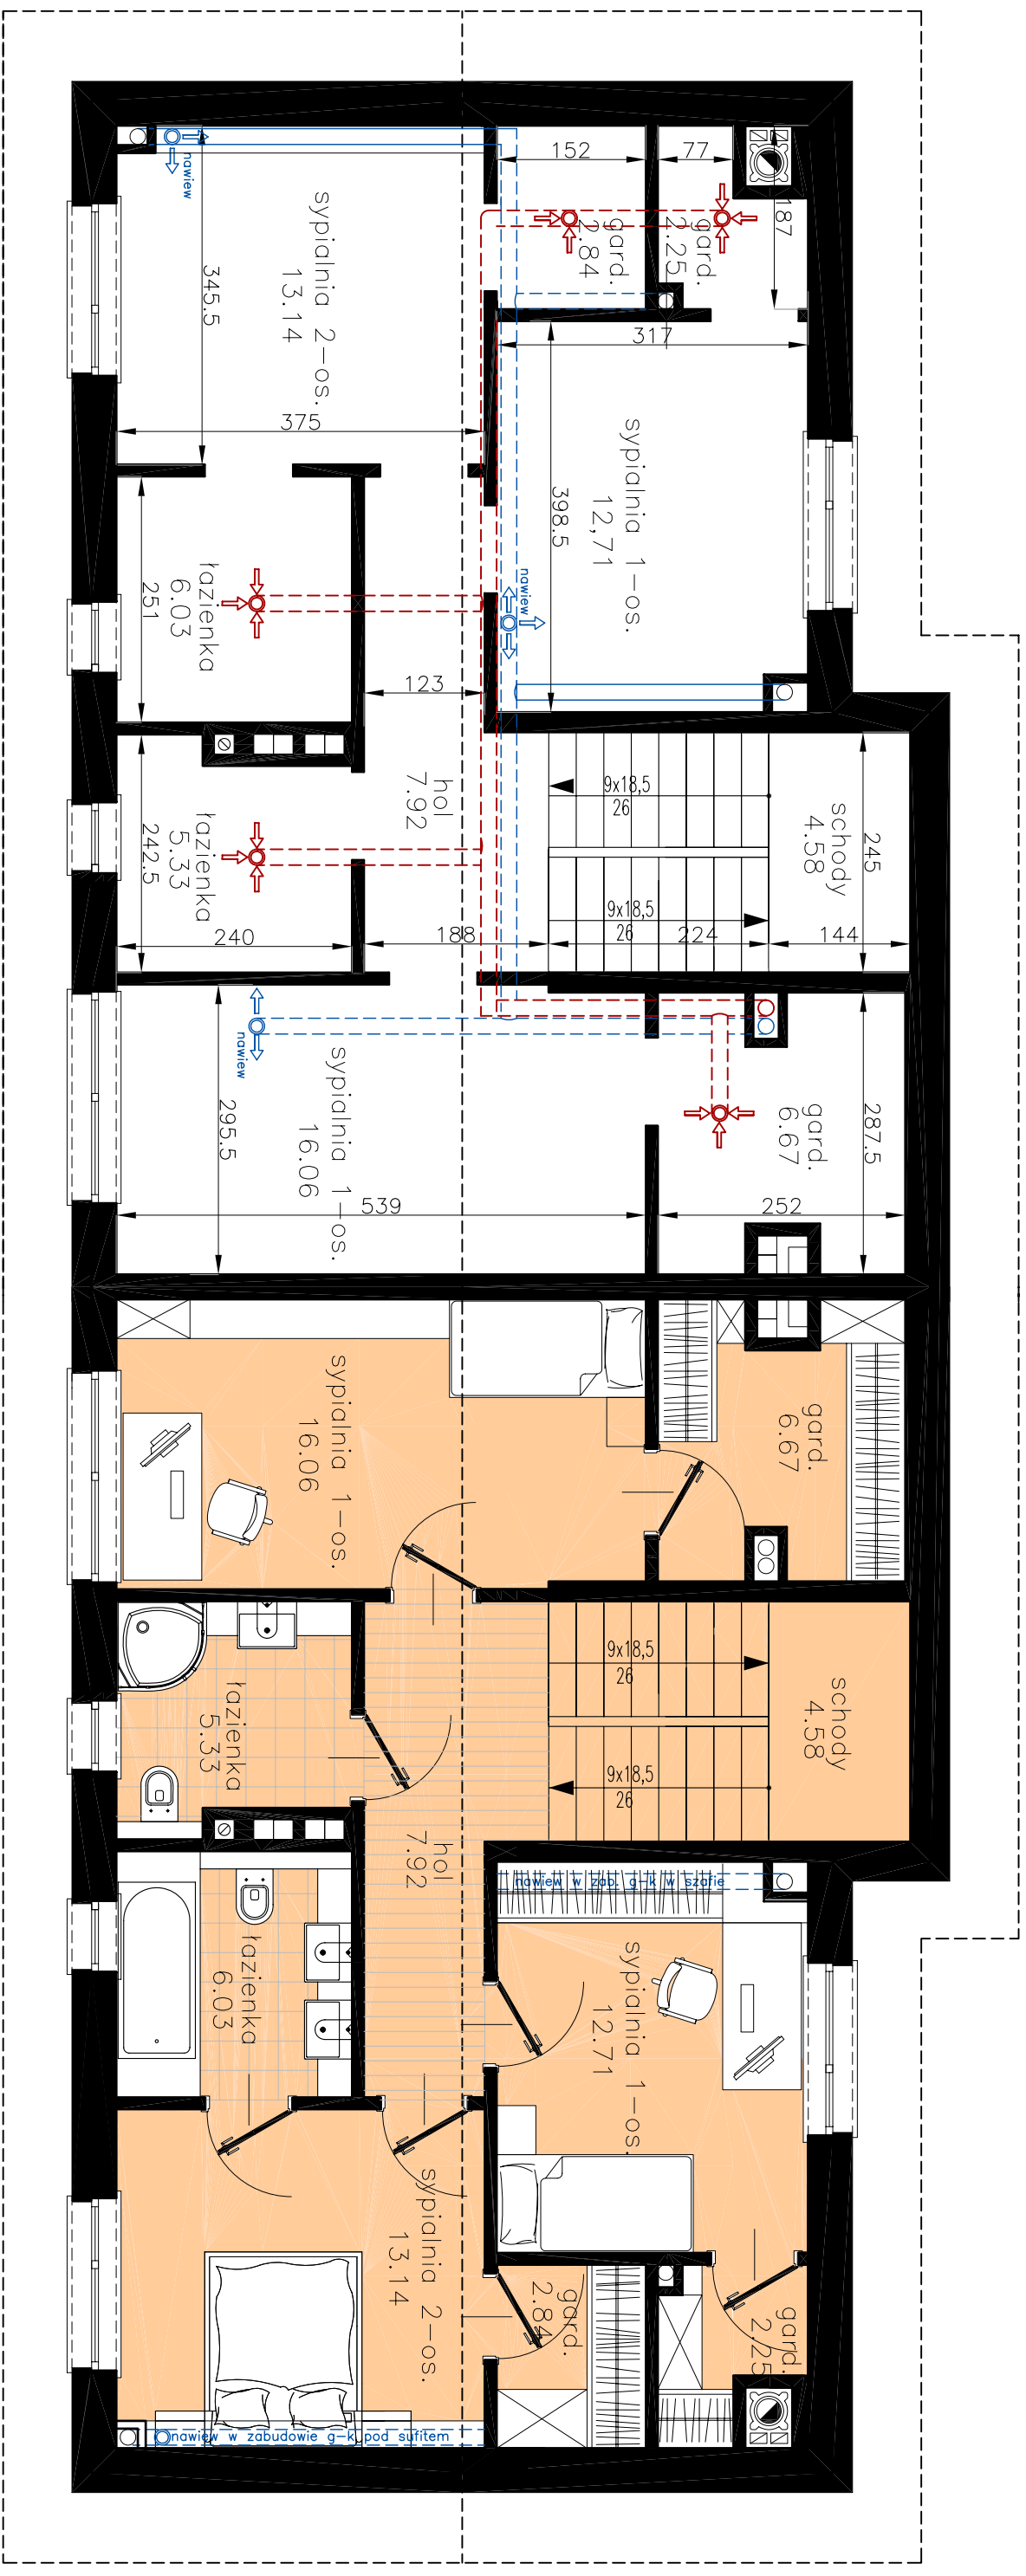 nawiew
152
77
187
sypialnia 2-os.
13.14
gard.
2.84
gard.
2.25
345.5
317
375
sypialnia 1-os.
12,71
398.5
nawiew
łazienka
6.03
251
123
hol
7.92
9x18,5
26
schody
4.58
245
łazienka
5.33
242.5
9x18,5
26
240
188
224
144
nawiew
sypialnia 1-os.
16.06
295.5
gard.
6.67
287.5
539
252
sypialnia 1-os.
16.06
gard.
6.67
9x18,5
26
schody
4.58
łazienka
5.33
9x18,5
26
hol
7.92
nawiew w zab. g-k w szafie
łazienka
6.03
sypialnia 1-os.
12.71
sypialnia 2-os.
13.14
gard.
2.84
gard.
2.25
nawiew w zabudowie g-k pod sufitem